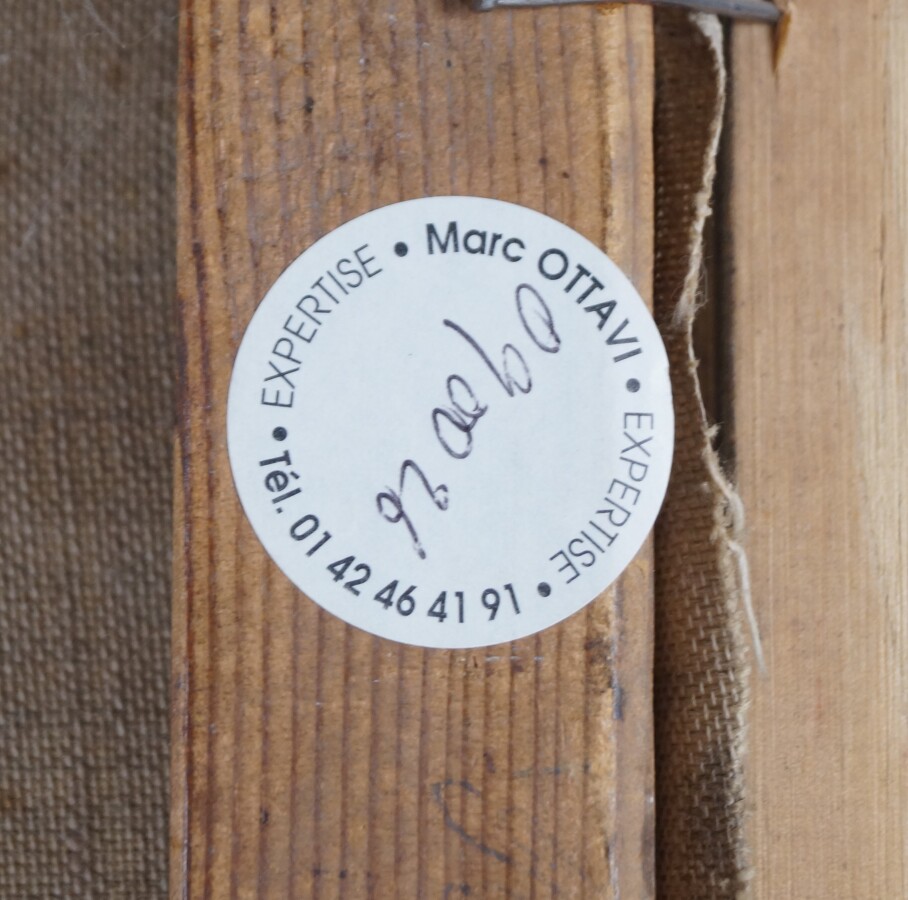 • Marc OTTAVI • EXPERTISE • Tél. 01 42 46 41 91 • EXPERTISE